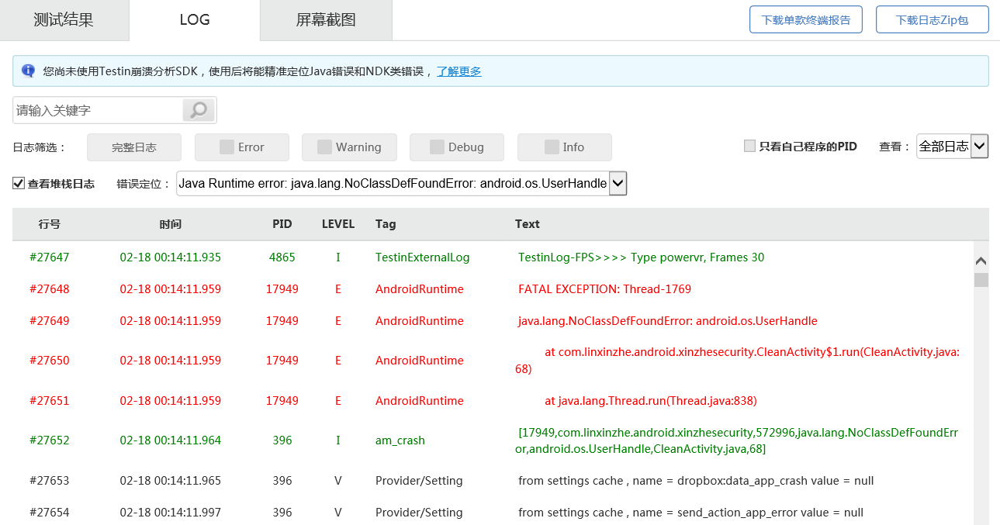 测试结果 LOG 屏幕截图 下载单款终端报告 下载日志Zip包
您尚未使用Testin崩溃分析SDK，使用后将能精准定位Java错误和NDK类错误， 了解更多
请输入关键字
日志筛选： 完整日志 Error Warning Debug Info 只看自己程序的PID 查看： 全部日志
查看堆栈日志 错误定位： Java Runtime error: java.lang.NoClassDefFoundError: android.os.UserHandle
行号 时间 PID LEVEL Tag Text
#27647 02-18 00:14:11.935 4865 I TestinExternalLog TestinLog-FPS>>>> Type powervr, Frames 30
#27648 02-18 00:14:11.959 17949 E AndroidRuntime FATAL EXCEPTION: Thread-1769
#27649 02-18 00:14:11.959 17949 E AndroidRuntime java.lang.NoClassDefFoundError: android.os.UserHandle
#27650 02-18 00:14:11.959 17949 E AndroidRuntime at com.linxinzhe.android.xinzhesecurity.CleanActivity$1.run(CleanActivity.java:
68)
#27651 02-18 00:14:11.959 17949 E AndroidRuntime at java.lang.Thread.run(Thread.java:838)
#27652 02-18 00:14:11.964 396 I am_crash [17949,com.linxinzhe.android.xinzhesecurity,572996,java.lang.NoClassDefFoundErr
or,android.os.UserHandle,CleanActivity.java,68]
#27653 02-18 00:14:11.965 396 V Provider/Setting from settings cache , name = dropbox:data_app_crash value = null
#27654 02-18 00:14:11.997 396 V Provider/Setting from settings cache , name = send_action_app_error value = null